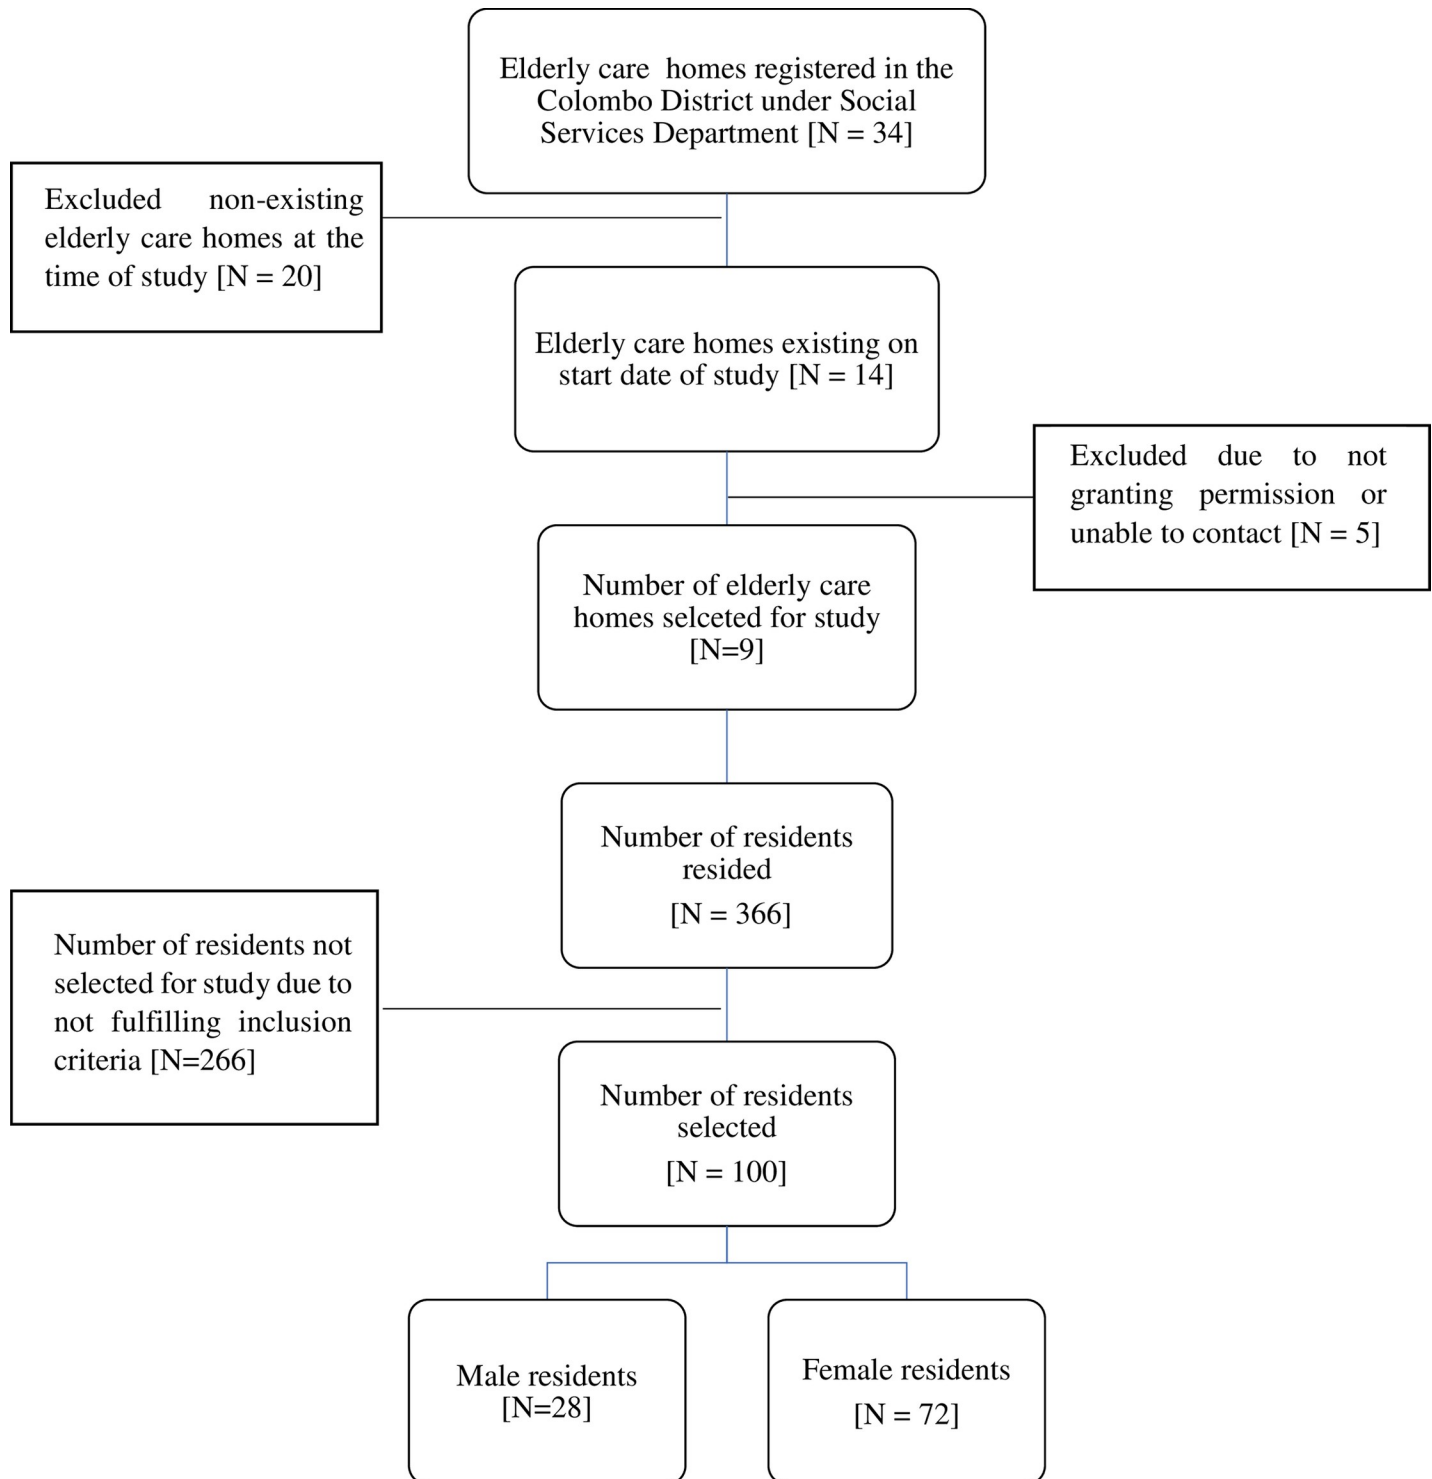 Elderly care  homes registered in the
Colombo District under Social
Services Department [N = 34]
Excluded non-existing
elderly care homes at the
time of study [N = 20]
Elderly care homes existing on
start date of study [N = 14]
Excluded due to not
granting permission or
unable to contact [N = 5]
Number of elderly care
homes selceted for study
[N=9]
Number of residents
resided
[N = 366]
Number of residents not
selected for study due to
not fulfilling inclusion
criteria [N=266]
Number of residents
selected
[N = 100]
Male residents
[N=28]
Female residents
[N = 72]